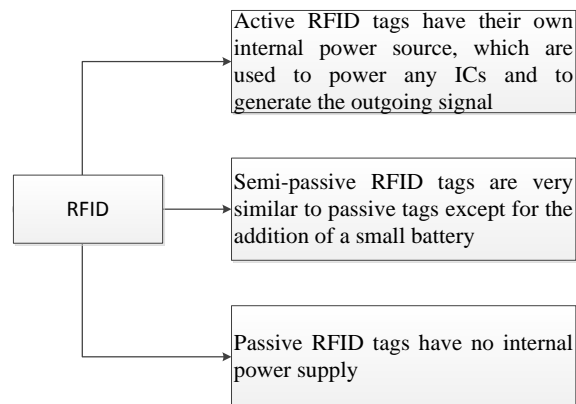 Active RFID tags have their own
internal power source, which are
used to power any ICs and to
generate the outgoing signal
RFID
Semi-passive RFID tags are very
similar to passive tags except for the
addition of a small battery
Passive RFID tags have no internal
power supply